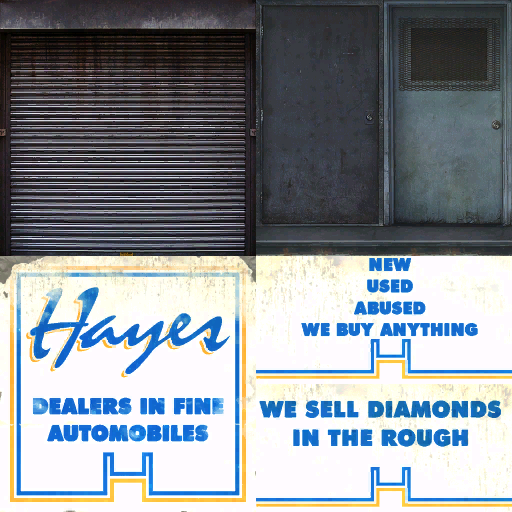 Hayes
DEALERS IN FINE
AUTOMOBILES
NEW
USED
ABUSED
WE BUY ANYTHING
WE SELL DIAMONDS
IN THE ROUGH